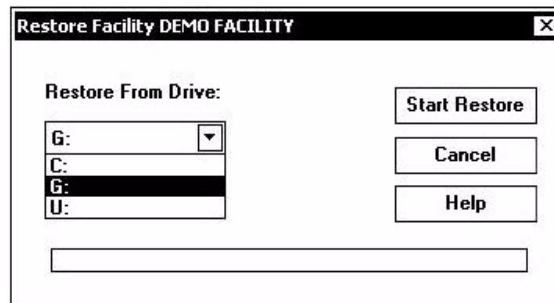 Restore Facility DEMO FACILITY
Restore From Drive:
G:
C:
G:
U:
Start Restore
Cancel
Help